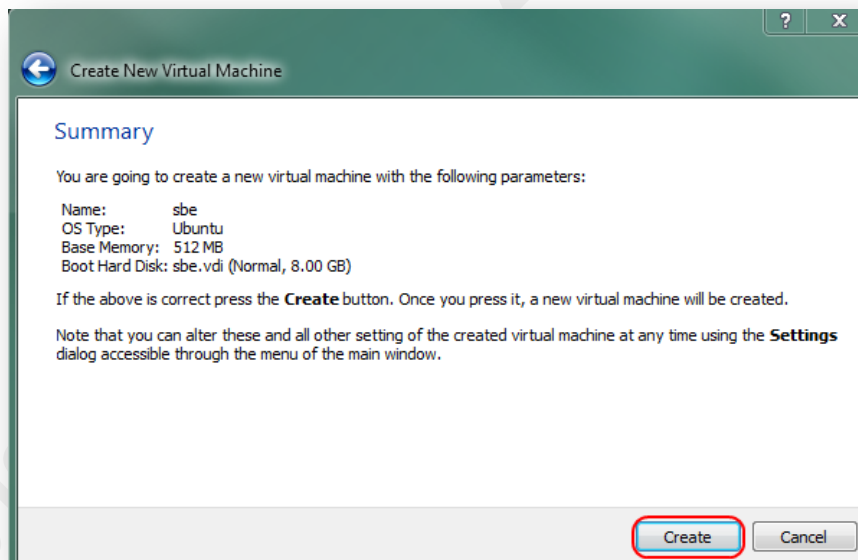 ? X
Create New Virtual Machine
Summary
You are going to create a new virtual machine with the following parameters:
Name: sbe
OS Type: Ubuntu
Base Memory: 512 MB
Boot Hard Disk: sbe.vdi (Normal, 8.00 GB)
If the above is correct press the Create button. Once you press it, a new virtual machine will be created.
Note that you can alter these and all other setting of the created virtual machine at any time using the Settings
dialog accessible through the menu of the main window.
Create Cancel